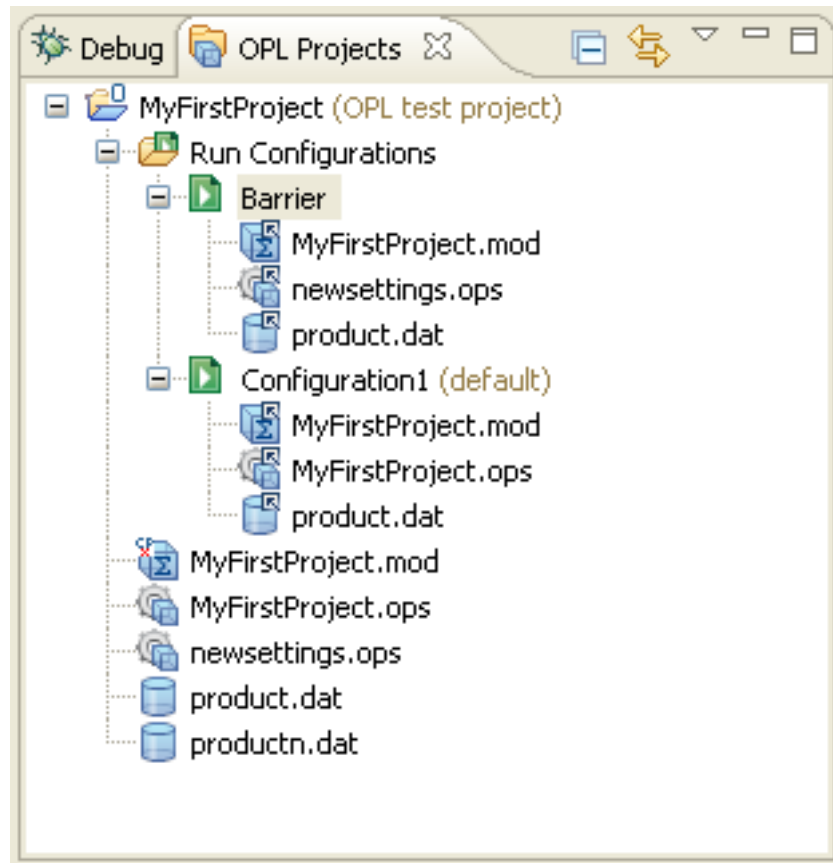 Debug OPL Projects
MyFirstProject (OPL test project)
Run Configurations
Barrier
MyFirstProject.mod
newsettings.ops
product.dat
Configuration1 (default)
MyFirstProject.mod
MyFirstProject.ops
product.dat
MyFirstProject.mod
MyFirstProject.ops
newsettings.ops
product.dat
productn.dat